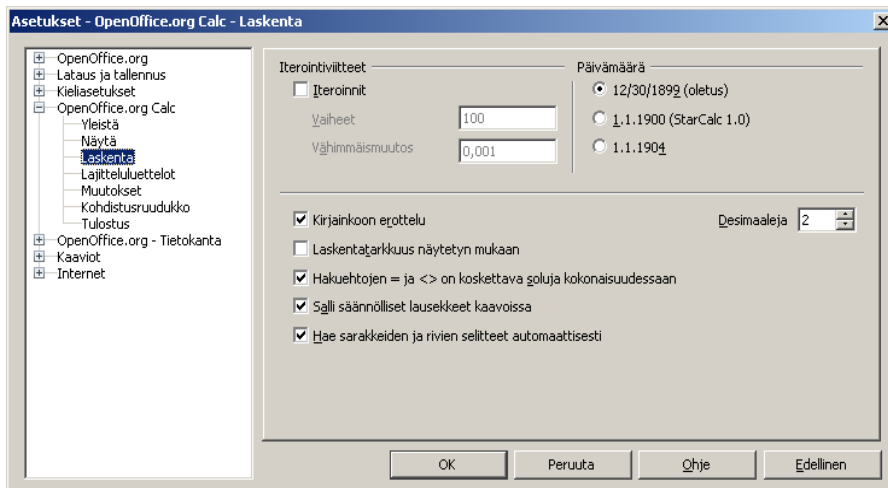 Asetukset - OpenOffice.org Calc - Laskenta
OpenOffice.org
Lataus ja tallennus
Kieliasetukset
OpenOffice.org Calc
Yleistä
Näytä
Laskenta
Lajitteluluettelot
Muutokset
Kohdistusruudukko
Tulostus
OpenOffice.org - Tietokanta
Kaaviot
Internet
Iterointiviitteet
Iteroinnit
Vaiheet 100
Vähimmäismuutos 0,001
Päivämäärä
12/30/1899 (oletus)
1.1.1900 (StarCalc 1.0)
1.1.1904
Kirjainkoon erottelu
Desimaaleja 2
Laskentatarkkuus näytetyn mukaan
Hakuehtojen = ja <> on koskettava soluja kokonaisuudessaan
Salli säännölliset lausekkeet kaavoissa
Hae sarakkeiden ja rivien selitteet automaattisesti
OK Peruuta Ohje Edellinen